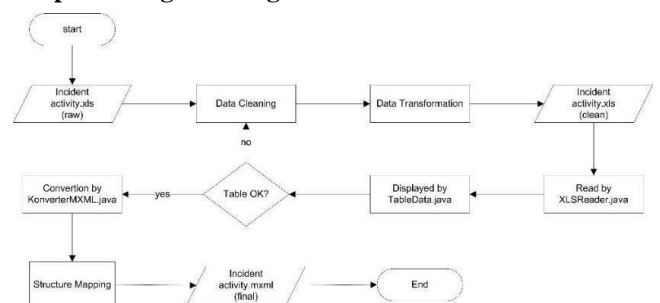 start
Incident
activity.xls
(raw)
Data Cleaning
Data Transformation
Incident
activity.xls
(clean)
no
Convertion by
KonverterMXML.java
yes
Table OK?
Displayed by
TableData.java
Read by
XLSReader.java
Structure Mapping
Incident
activity.mxml
(final)
End